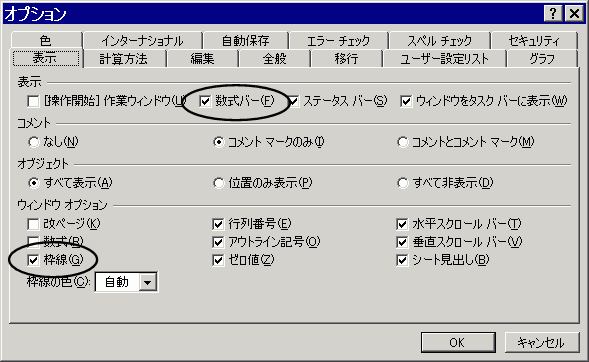 オプション
色 インターナショナル 自動保存 エラー チェック スペル チェック セキュリティ
表示 計算方法 編集 全般 移行 ユーザー設定リスト グラフ
表示
[操作開始] 作業ウィンドウ(U) 数式バー(F) ステータス バー(S) ウィンドウをタスク バーに表示(W)
コメント
なし(N) コメント マークのみ(I) コメントとコメント マーク(M)
オブジェクト
すべて表示(A) 位置のみ表示(P) すべて非表示(D)
ウィンドウ オプション
改ページ(K) 行列番号(E) 水平スクロール バー(T)
数式(R) アウトライン記号(O) 垂直スクロール バー(V)
枠線(G) ゼロ値(Z) シート見出し(B)
枠線の色(C): 自動
OK キャンセル